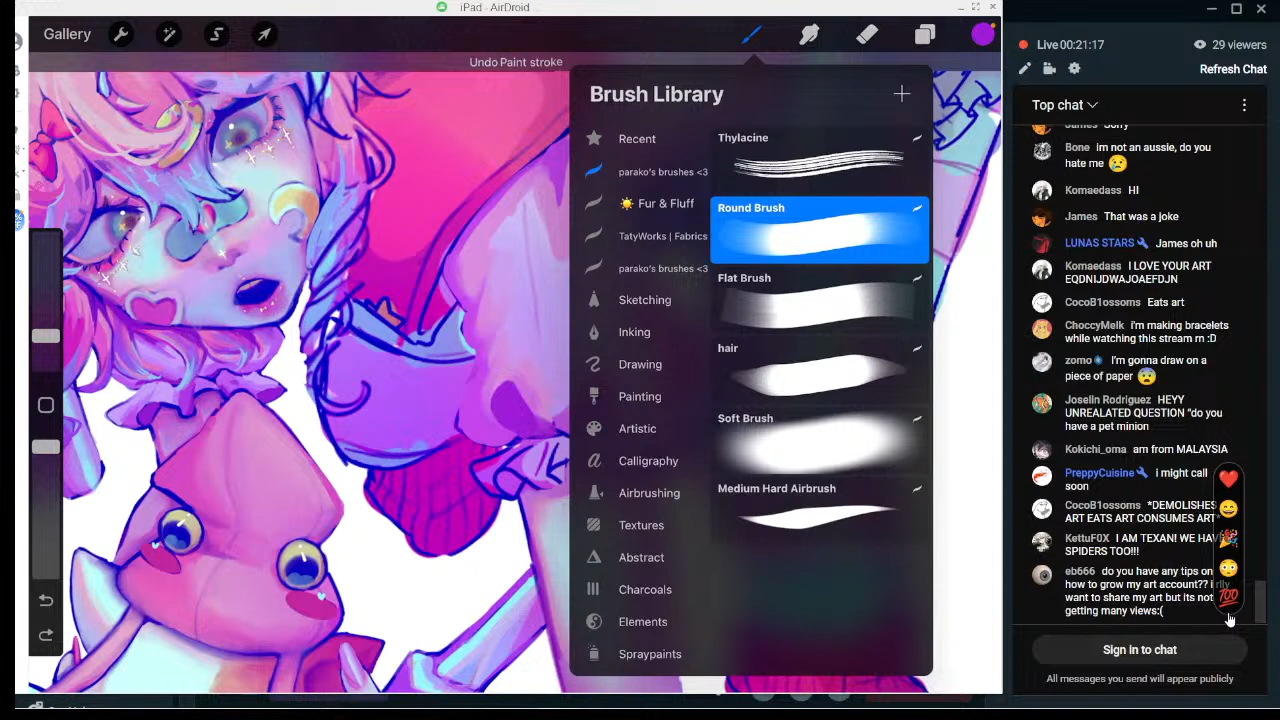 iPad - AirDroid
Gallery
Undo Paint stroke
Brush Library
Recent
parako's brushes <3
☀️ Fur & Fluff
TatyWorks | Fabrics
parako's brushes <3
Sketching
Inking
Drawing
Painting
Artistic
Calligraphy
Airbrushing
Textures
Abstract
Charcoals
Elements
Spraypaints
Thylacine
Round Brush
Flat Brush
hair
Soft Brush
Medium Hard Airbrush
Live 00:21:17
29 viewers
Refresh Chat
Top chat
James Sorry
Bone im not an aussie, do you
hate me 😢
Komaedass HI
James That was a joke
LUNAS STARS James oh uh
Komaedass I LOVE YOUR ART
EQDNIJDWAJOAEFDJN
CocoB1ossoms Eats art
ChoccyMelk i'm making bracelets
while watching this stream rn :D
zomo I'm gonna draw on a
piece of paper 😨
Joselin Rodriguez HEYY
UNREALATED QUESTION "do you
have a pet minion
Kokichi_oma am from MALAYSIA
PreppyCuisine i might call
soon
CocoB1ossoms *DEMOLISHES
ART EATS ART CONSUMES ART
KettuF0X I AM TEXAN! WE HAVE
SPIDERS TOO!!!
eb666 do you have any tips on
how to grow my art account?? i rlly
want to share my art but its not
getting many views:(
💯
Sign in to chat
All messages you send will appear publicly